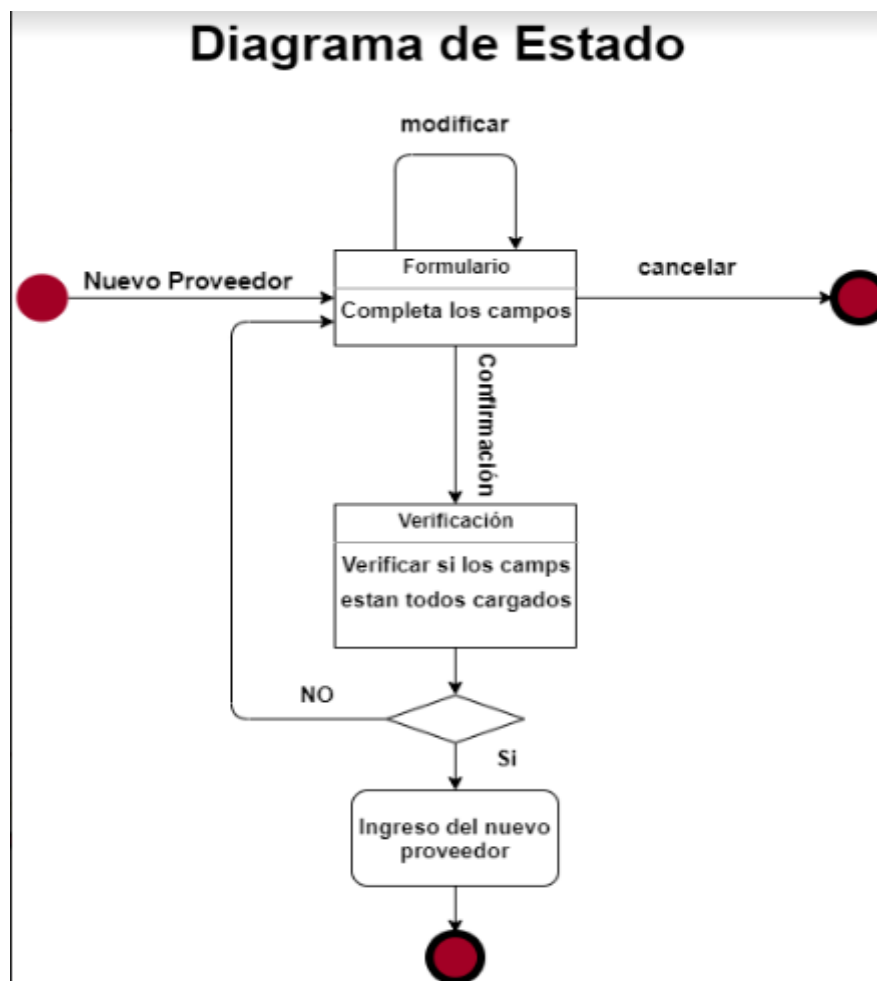 Diagrama de Estado
modificar
Nuevo Proveedor
Formulario
Completa los campos
cancelar
Confirmación
Verificación
Verificar si los camps
estan todos cargados
NO
Si
Ingreso del nuevo
proveedor